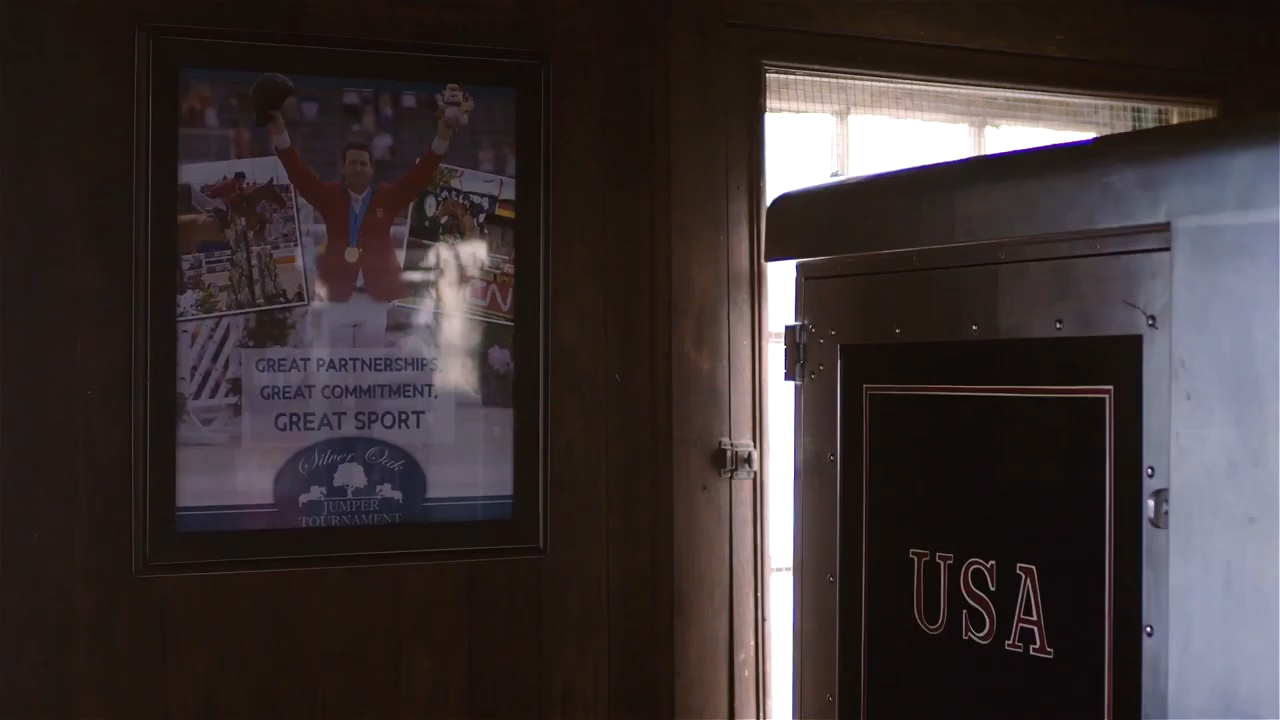 GREAT PARTNERSHIPS,
GREAT COMMITMENT,
GREAT SPORT
Silver Oak
JUMPER
TOURNAMENT
USA